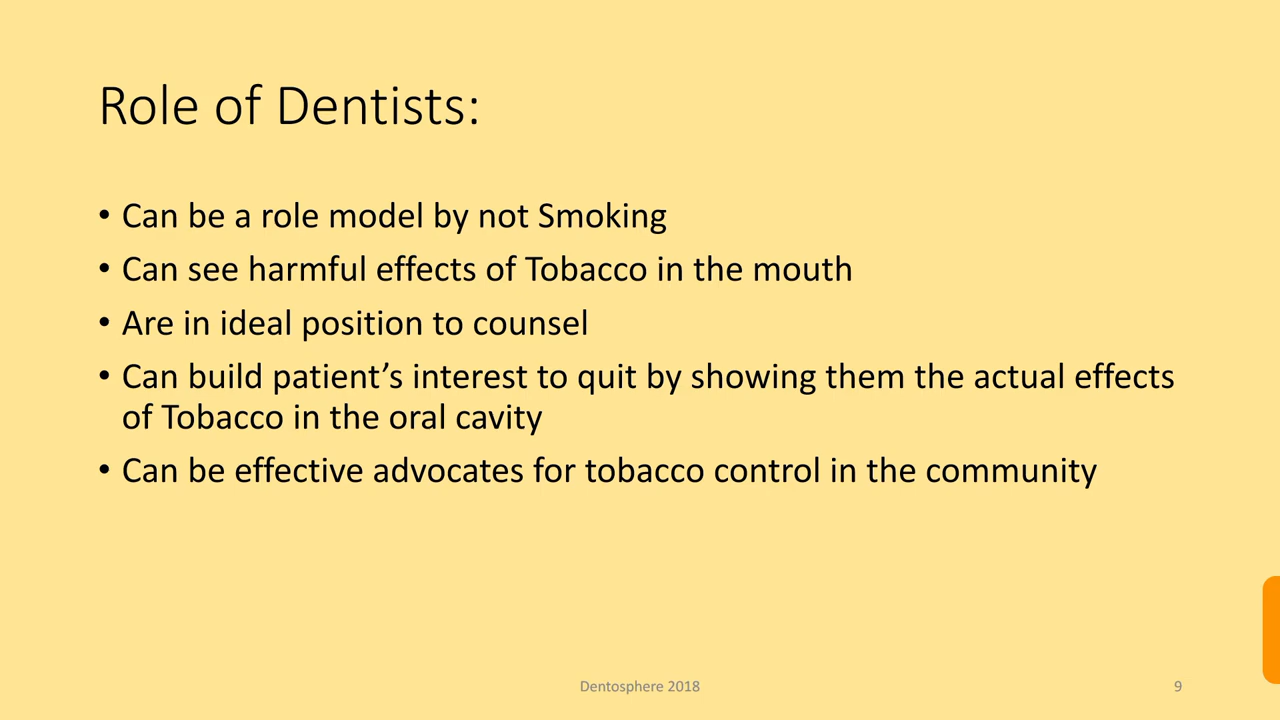 Role of Dentists:
• Can be a role model by not Smoking
• Can see harmful effects of Tobacco in the mouth
• Are in ideal position to counsel
• Can build patient’s interest to quit by showing them the actual effects
of Tobacco in the oral cavity
• Can be effective advocates for tobacco control in the community
Dentosphere 2018
9